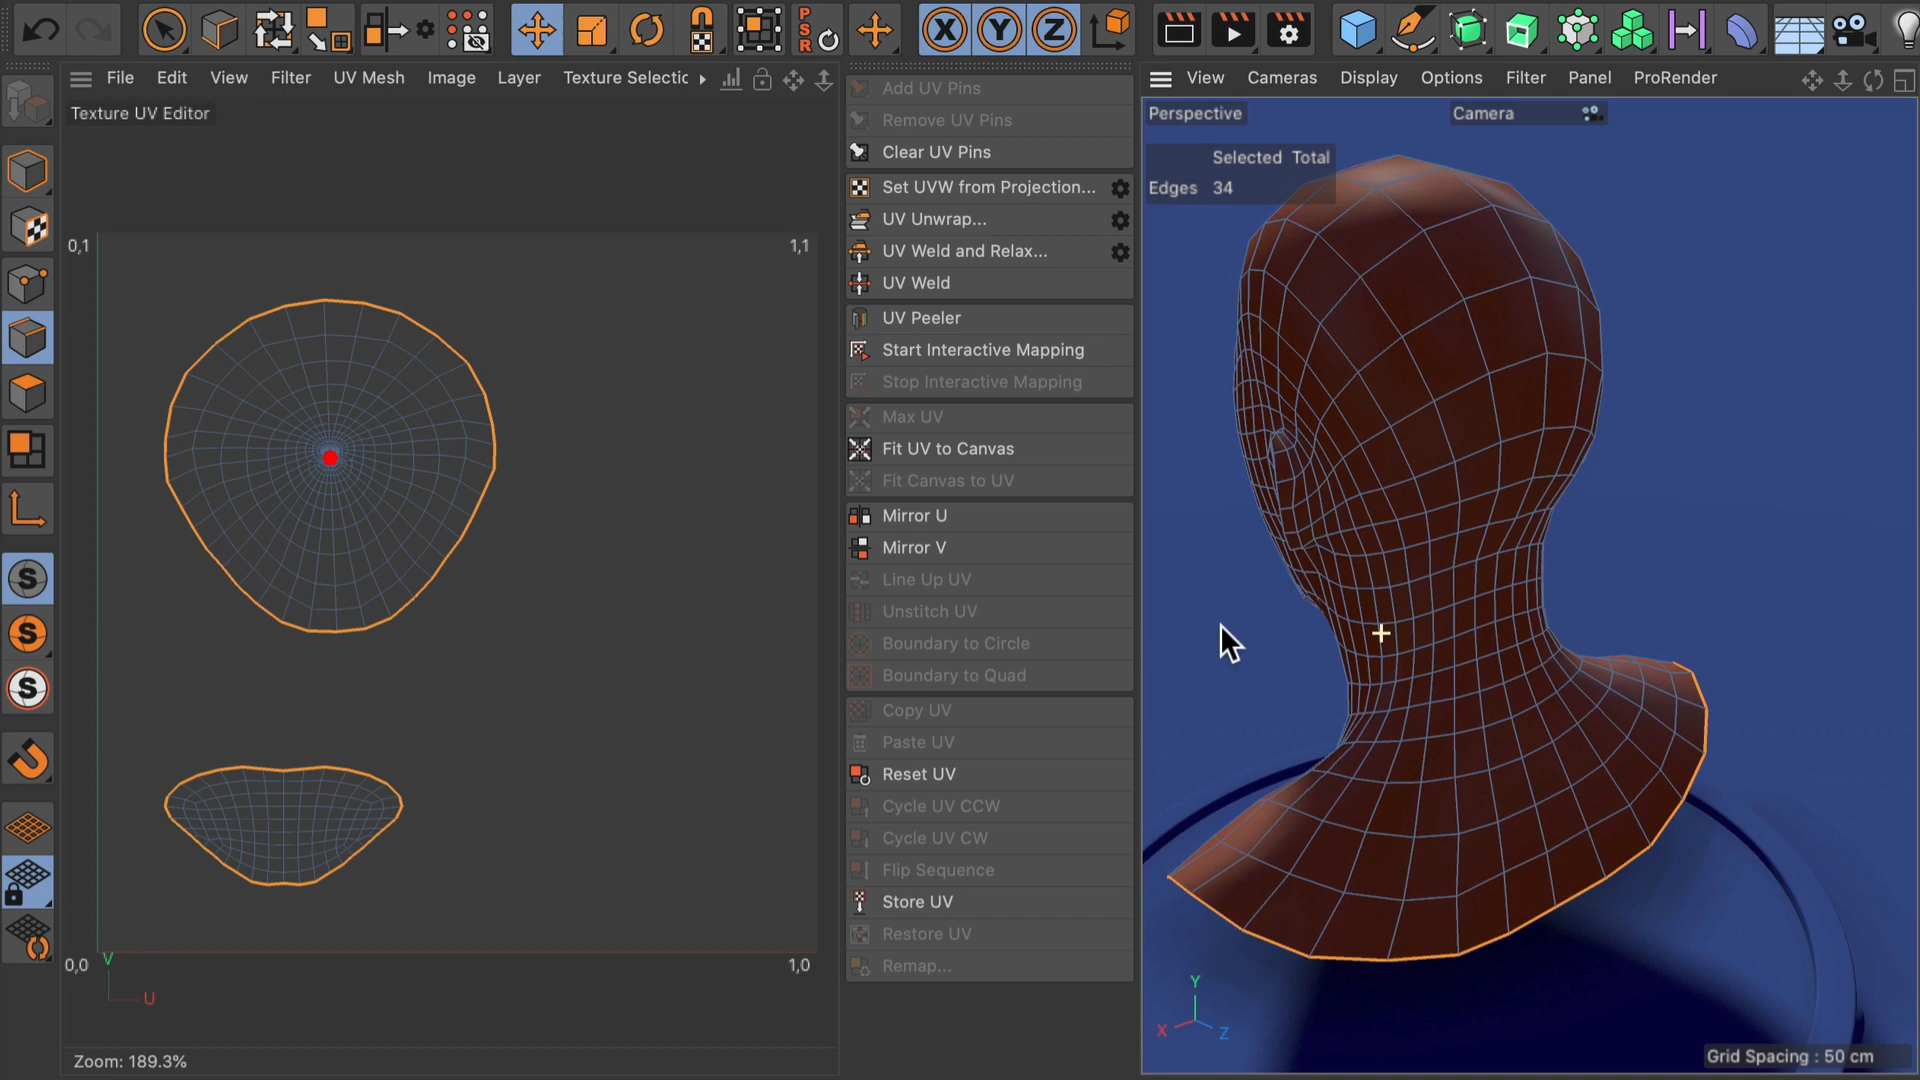 P
S
R
X
Y
Z
File Edit View Filter UV Mesh Image Layer Texture Selectic
Texture UV Editor
0,1
1,1
0,0
1,0
V
U
Zoom: 189.3%
S
S
S
Add UV Pins
Remove UV Pins
Clear UV Pins
Set UVW from Projection...
UV Unwrap...
UV Weld and Relax...
UV Weld
UV Peeler
Start Interactive Mapping
Stop Interactive Mapping
Max UV
Fit UV to Canvas
Fit Canvas to UV
Mirror U
Mirror V
Line Up UV
Unstitch UV
Boundary to Circle
Boundary to Quad
Copy UV
Paste UV
Reset UV
Cycle UV CCW
Cycle UV CW
Flip Sequence
Store UV
Restore UV
Remap...
View Cameras Display Options Filter Panel ProRender
Perspective
Camera
Selected Total
Edges 34
Y
X
Z
Grid Spacing : 50 cm